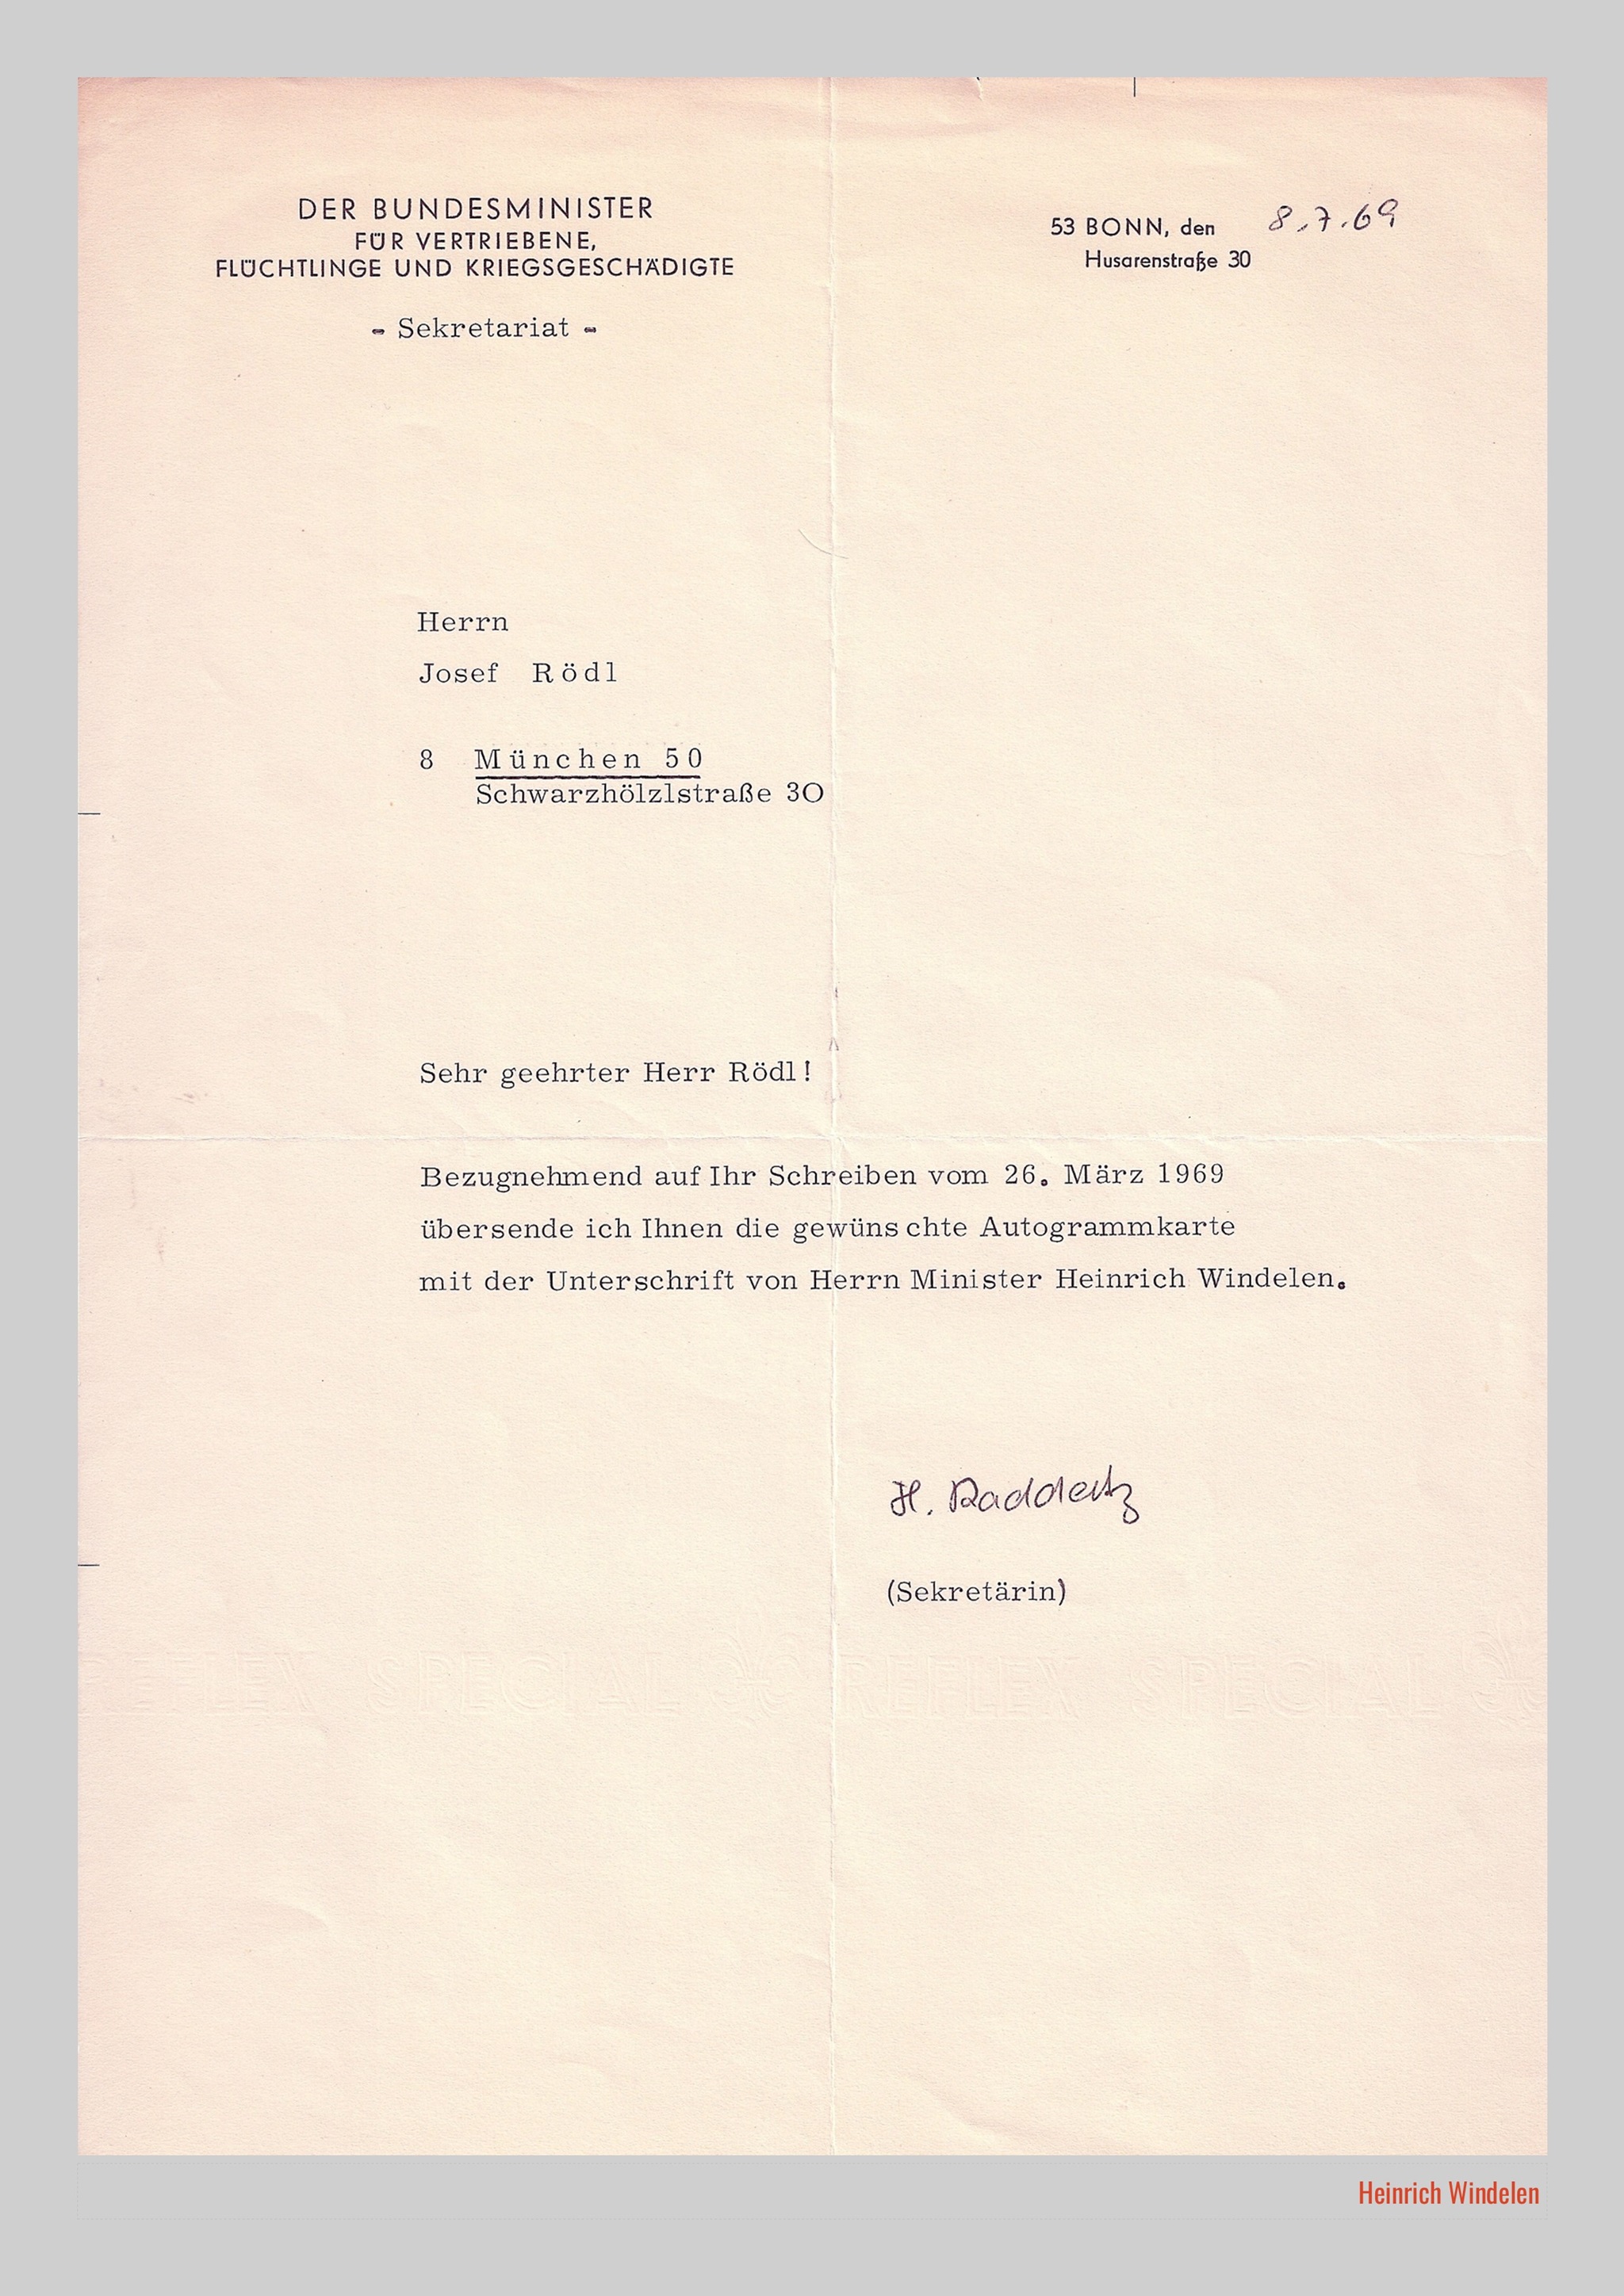 DER BUNDESMINISTER
FÜR VERTRIEBENE,
FLÜCHTLINGE UND KRIEGSGESCHÄDIGTE
- Sekretariat -
53 BONN, den 8.7.69
Husarenstraße 30
Herrn
Josef Rödl
8 München 50
Schwarzhölzlstraße 30
Sehr geehrter Herr Rödl!
Bezugnehmend auf Ihr Schreiben vom 26. März 1969
übersende ich Ihnen die gewünschte Autogrammkarte
mit der Unterschrift von Herrn Minister Heinrich Windelen.
H.
(Sekretärin)
REFLEX SPECIAL REFLEX SPECIAL
Heinrich Windelen